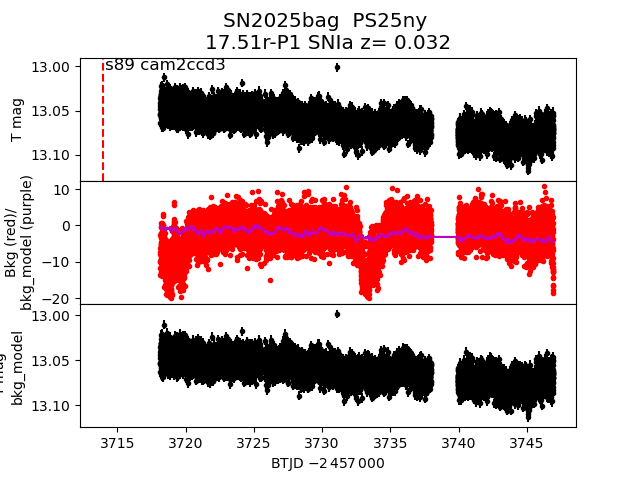 SN2025bag  PS25ny
17.51r-P1 SNIa z= 0.032
s89 cam2ccd3
13.00
13.05
13.10
T mag
10
0
−10
−20
Bkg (red)/
bkg_model (purple)
13.00
13.05
13.10
bkg_model
3715
3720
3725
3730
3735
3740
3745
BTJD −2 457 000